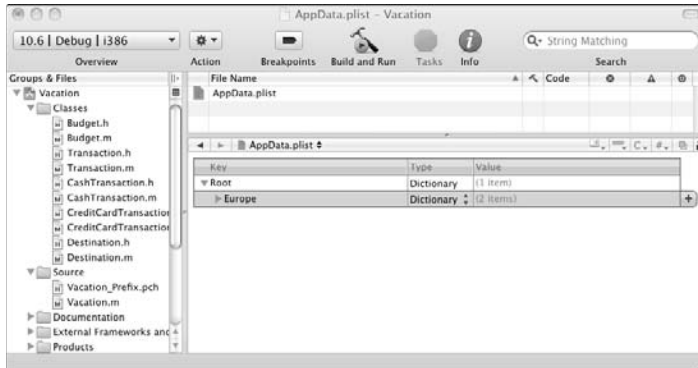 AppData.plist – Vacation
10.6 | Debug | i386
Overview
Action
Breakpoints
Build and Run
Tasks
Info
String Matching
Search
Groups & Files
Vacation
Classes
Budget.h
Budget.m
Transaction.h
Transaction.m
CashTransaction.h
CashTransaction.m
CreditCardTransaction
CreditCardTransaction
Destination.h
Destination.m
Source
Vacation_Prefix.pch
Vacation.m
Documentation
External Frameworks and
Products
File Name
Code
AppData.plist
AppData.plist
C, #,
Key Type Value
Root Dictionary (1 item)
Europe Dictionary (2 items)